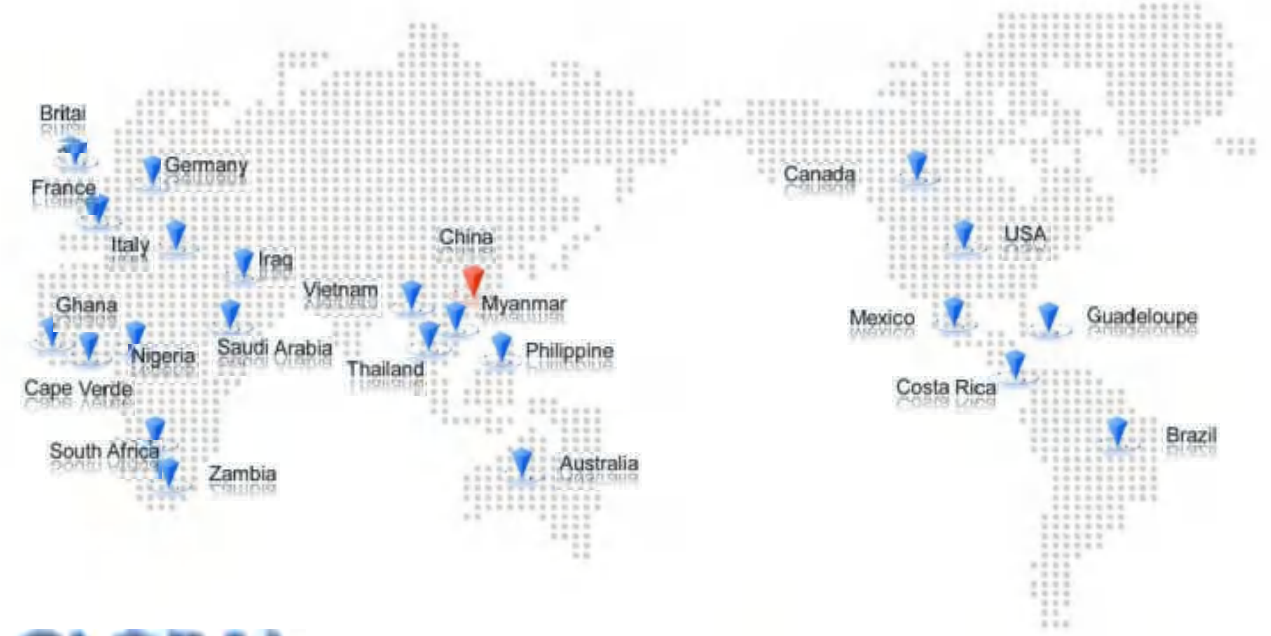 Britai
Germany
France
Canada
Italy
China
USA
Iraq
Vietnam
Myanmar
Ghana
Mexico
Guadeloupe
Nigeria
Saudi Arabia
Philippine
Thailand
Cape Verde
Costa Rica
Brazil
South Africa
Zambia
Australia